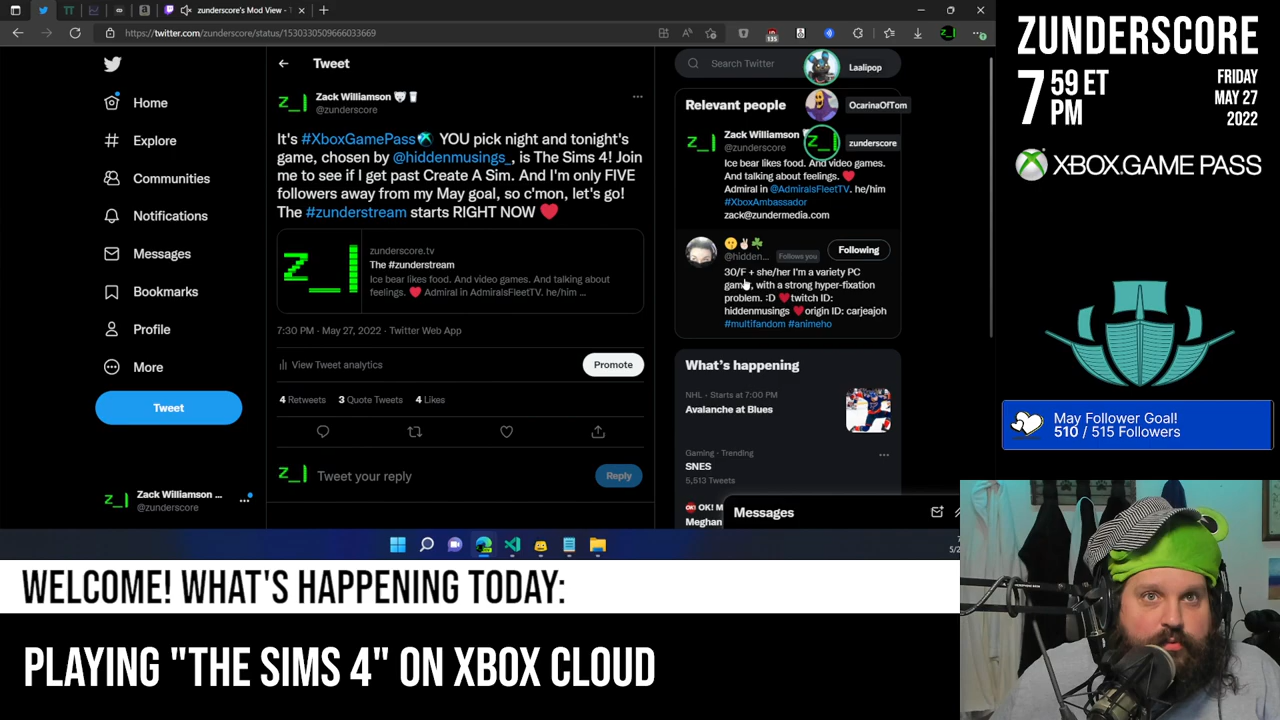 zunderscore's Mod View - T
https://twitter.com/zunderscore/status/1530330509666033669
135
Home
Explore
Communities
Notifications
Messages
Bookmarks
Profile
More
Tweet
Zack Williamson ...
@zunderscore
Tweet
Zack Williamson
@zunderscore
It's #XboxGamePass YOU pick night and tonight's
game, chosen by @hiddenmusings_, is The Sims 4! Join
me to see if I get past Create A Sim. And I'm only FIVE
followers away from my May goal, so c'mon, let's go!
The #zunderstream starts RIGHT NOW
zunderscore.tv
The #zunderstream
Ice bear likes food. And video games. And talking about
feelings. ❤️ Admiral in AdmiralsFleetTV. he/him ...
7:30 PM · May 27, 2022 · Twitter Web App
View Tweet analytics
Promote
4 Retweets 3 Quote Tweets 4 Likes
Tweet your reply
Reply
Search Twitter
Laalipop
Relevant people
OcarinaOfTom
Zack Williamson
@zunderscore
zunderscore
Ice bear likes food. And video games.
And talking about feelings. ❤️
Admiral in @AdmiralsFleetTV. he/him
#XboxAmbassador
zack@zundermedia.com
@hidden... Follows you
Following
30/F + she/her I'm a variety PC
gamer, with a strong hyper-fixation
problem. :D ❤️twitch ID:
hiddenmusings ❤️origin ID: carjeajoh
#multifandom #animeho
What's happening
NHL · Starts at 7:00 PM
Avalanche at Blues
Gaming · Trending
SNES
5,513 Tweets
OK! M
Meghan
Messages
ZUNDERSCORE
7 59 ET
PM
FRIDAY
MAY 27
2022
XBOX GAME PASS
May Follower Goal!
510 / 515 Followers
WELCOME! WHAT'S HAPPENING TODAY:
PLAYING "THE SIMS 4" ON XBOX CLOUD